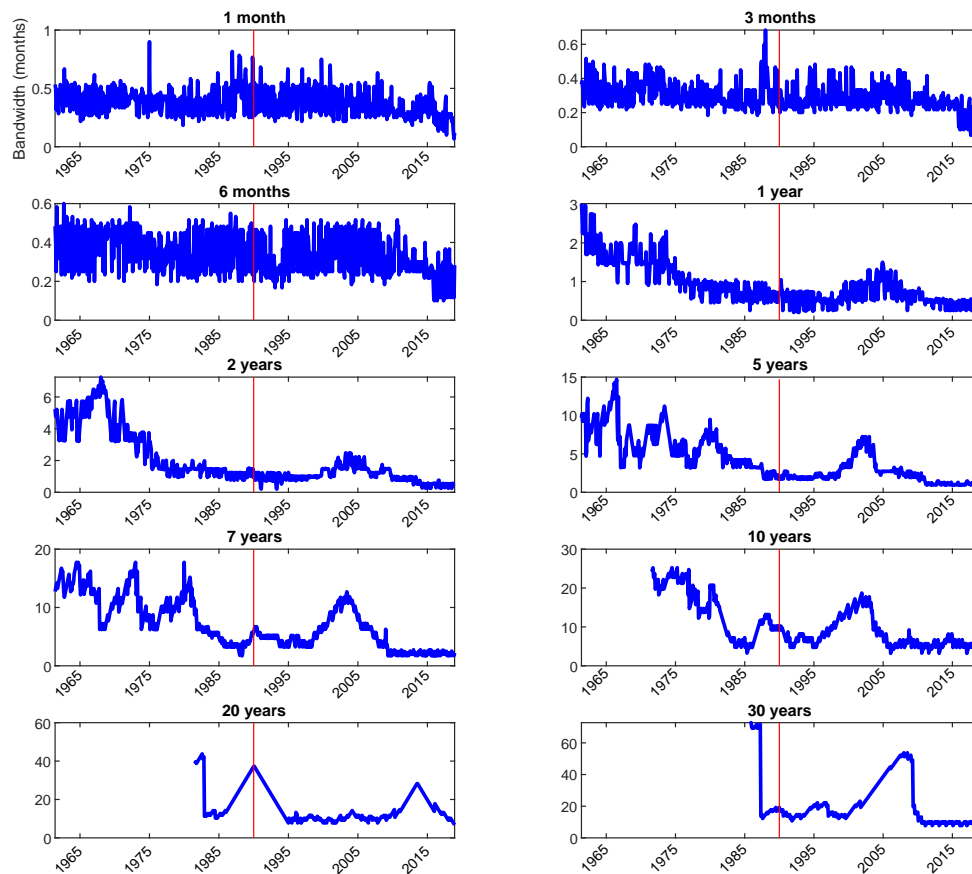 1 month
3 months
Bandwidth (months)
1
0.5
0
1965 1975 1985 1995 2005 2015
0.6
0.4
0.2
0
1965 1975 1985 1995 2005 2015
6 months
1 year
0.6
0.4
0.2
0
1965 1975 1985 1995 2005 2015
3
2
1
0
1965 1975 1985 1995 2005 2015
2 years
5 years
6
4
2
0
1965 1975 1985 1995 2005 2015
15
10
5
0
1965 1975 1985 1995 2005 2015
7 years
10 years
20
10
0
1965 1975 1985 1995 2005 2015
30
20
10
0
1965 1975 1985 1995 2005 2015
20 years
30 years
60
40
20
0
1965 1975 1985 1995 2005 2015
60
40
20
0
1965 1975 1985 1995 2005 2015